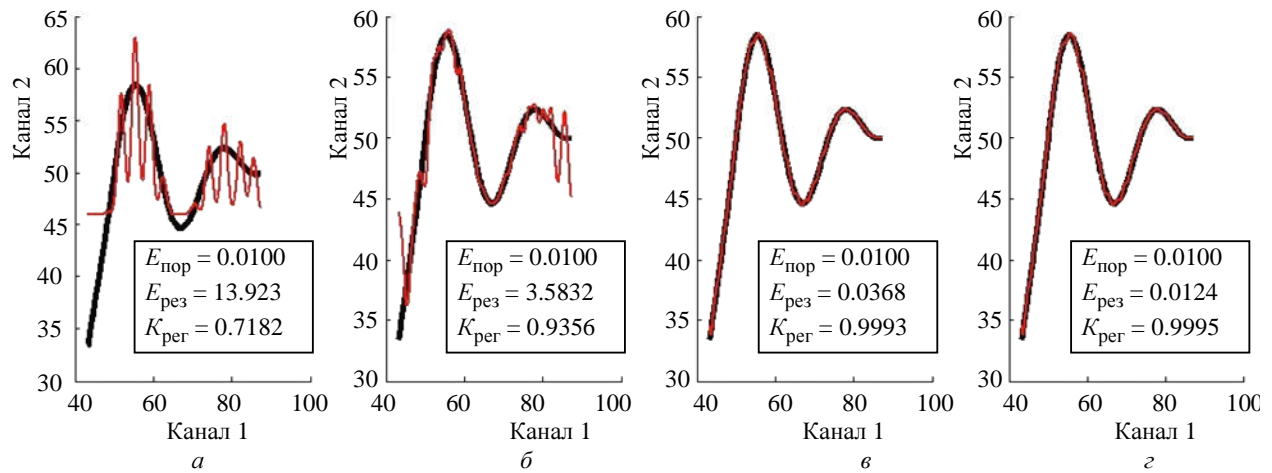 Канал 2
65
60
55
50
45
40
35
30
40 60 80 100
Канал 1
Eпор = 0.0100
Eрез = 13.923
Kрег = 0.7182
а
Канал 2
60
55
50
45
40
35
30
40 60 80 100
Канал 1
Eпор = 0.0100
Eрез = 3.5832
Kрег = 0.9356
б
Канал 2
60
55
50
45
40
35
30
40 60 80 100
Канал 1
Eпор = 0.0100
Eрез = 0.0368
Kрег = 0.9993
в
Канал 2
60
55
50
45
40
35
30
40 60 80 100
Канал 1
Eпор = 0.0100
Eрез = 0.0124
Kрег = 0.9995
г